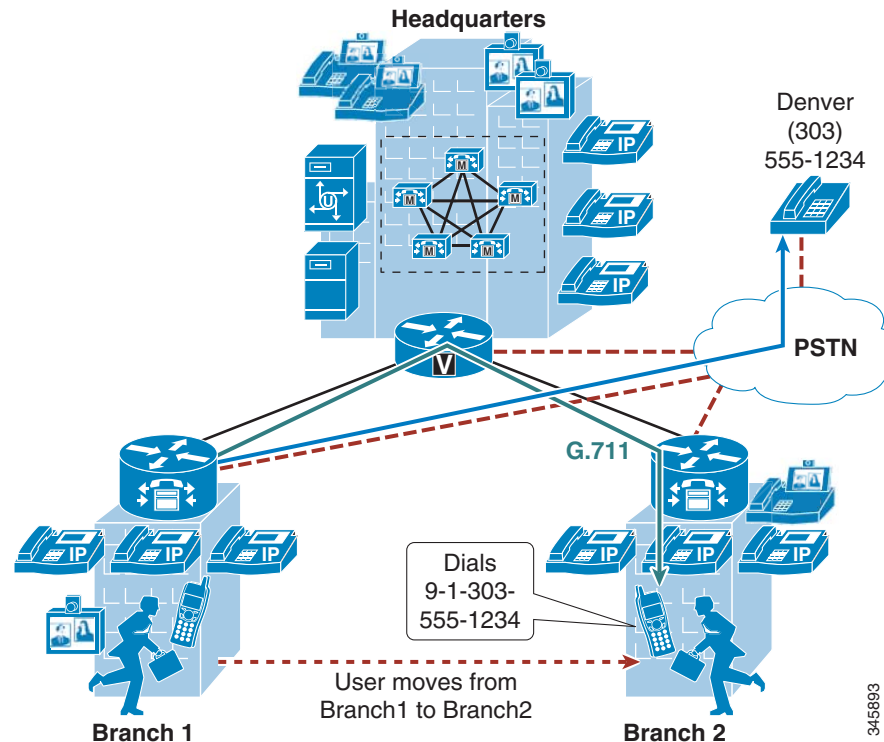 Headquarters
Denver
(303)
555-1234
M
M
M
M
M
U
IP
IP
IP
V
PSTN
G.711
IP
IP
IP
IP
IP
IP
Dials
9-1-303-
555-1234
User moves from
Branch1 to Branch2
Branch 1
Branch 2
345893